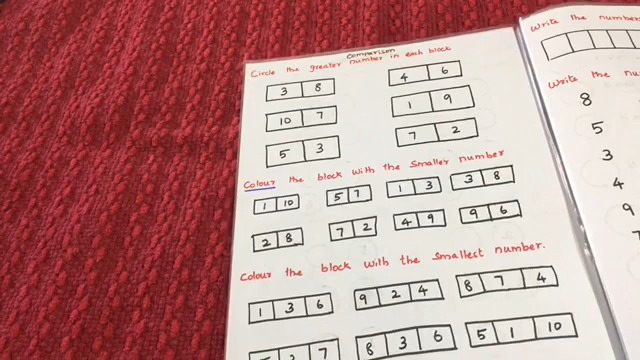 Comparison
Circle the greater number in each block
3 8
4 6
10 7
1 9
5 3
7 2
Colour the block with the Smaller number
1 10
5 7
1 3
3 8
2 8
7 2
4 9
9 6
Colour the block with the smallest number.
1 3 6
9 2 4
8 7 4
7
8 3 6
5 1 10
Write the number
Write the
8
5
3
4
9